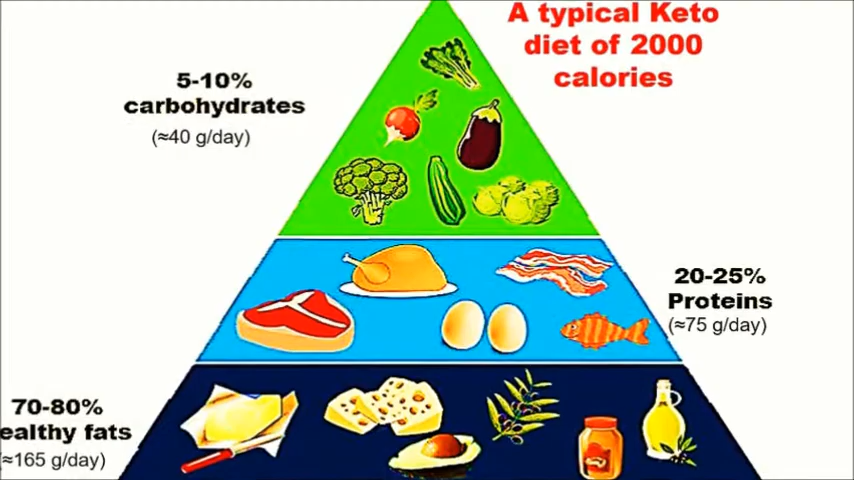 A typical Keto
diet of 2000
calories
5-10%
carbohydrates
(≈40 g/day)
20-25%
Proteins
(≈75 g/day)
70-80%
ealthy fats
≈165 g/day)